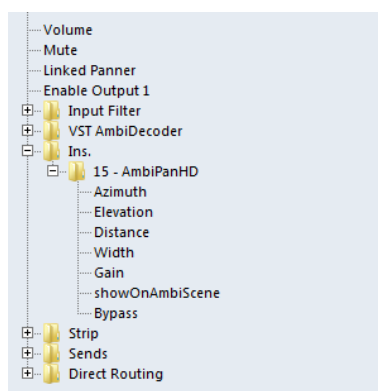 Volume
Mute
Linked Panner
Enable Output 1
Input Filter
VST AmbiDecoder
Ins.
15 - AmbiPanHD
Azimuth
Elevation
Distance
Width
Gain
showOnAmbiScene
Bypass
Strip
Sends
Direct Routing